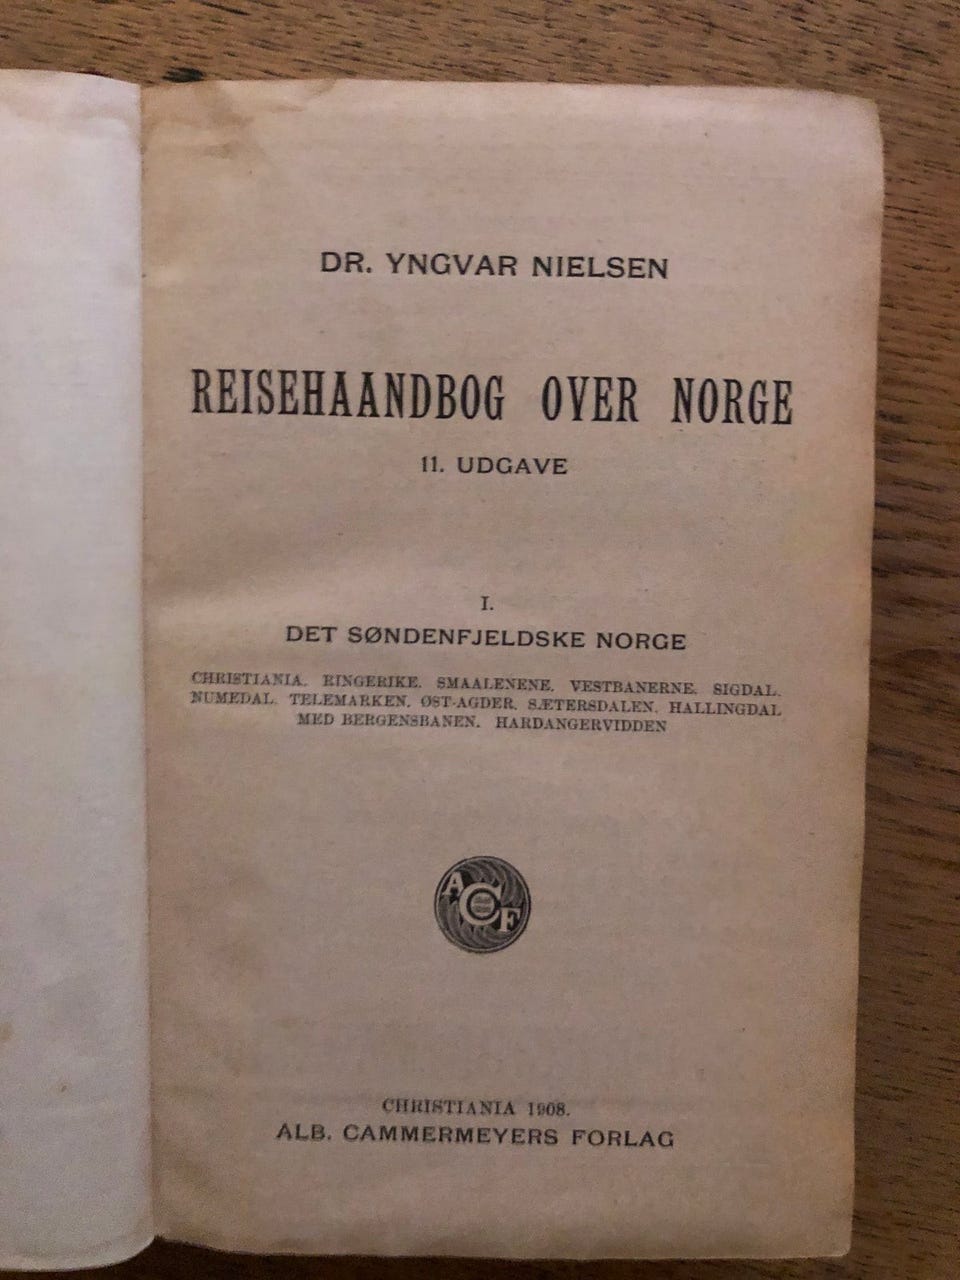 DR. YNGVAR NIELSEN
REISEHAANDBOG OVER NORGE
11. UDGAVE
I.
DET SØNDENFJELDSKE NORGE
CHRISTIANIA. RINGERIKE. SMAALENENE. VESTBANERNE. SIGDAL.
NUMEDAL. TELEMARKEN. ØST-AGDER. SÆTERSDALEN. HALLINGDAL
MED BERGENSBANEN. HARDANGERVIDDEN
ACF
CHRISTIANIA 1908.
ALB. CAMMERMEYERS FORLAG